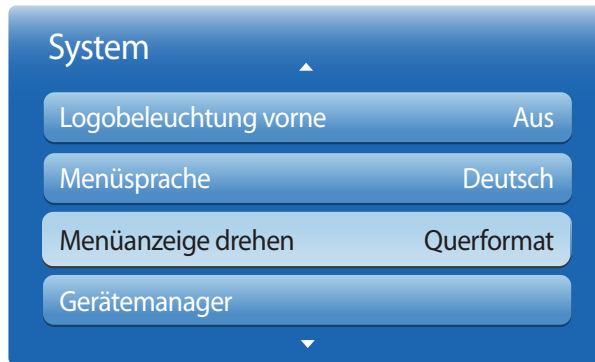 System
Logobeleuchtung vorne Aus
Menüsprache Deutsch
Menüanzeige drehen Querformat
Gerätemanager